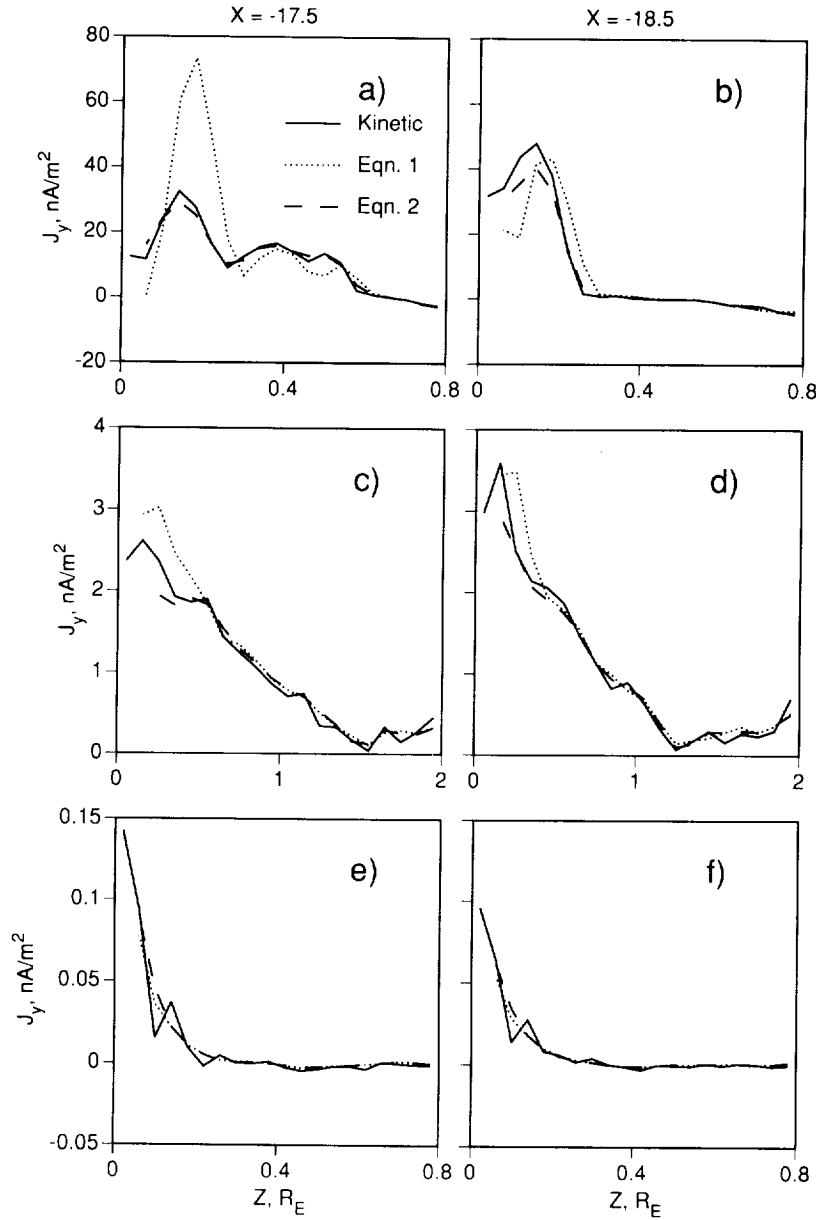 X = -17.5
X = -18.5
80
60
40
20
0
-20
J_y, nA/m²
a)
Kinetic
Eqn. 1
Eqn. 2
b)
0
0.4
0.8
0
0.4
0.8
4
3
2
1
0
J_y, nA/m²
c)
d)
0
1
2
0
1
2
0.15
0.1
0.05
0
-0.05
J_y, nA/m²
e)
f)
0
0.4
0.8
0
0.4
0.8
Z, R_E
Z, R_E